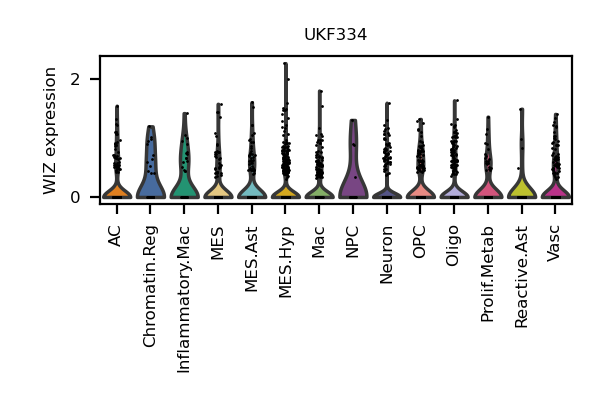 UKF334
WIZ expression
2
0
AC
Chromatin.Reg
Inflammatory.Mac
MES
MES.Ast
MES.Hyp
Mac
NPC
Neuron
OPC
Oligo
Prolif.Metab
Reactive.Ast
Vasc